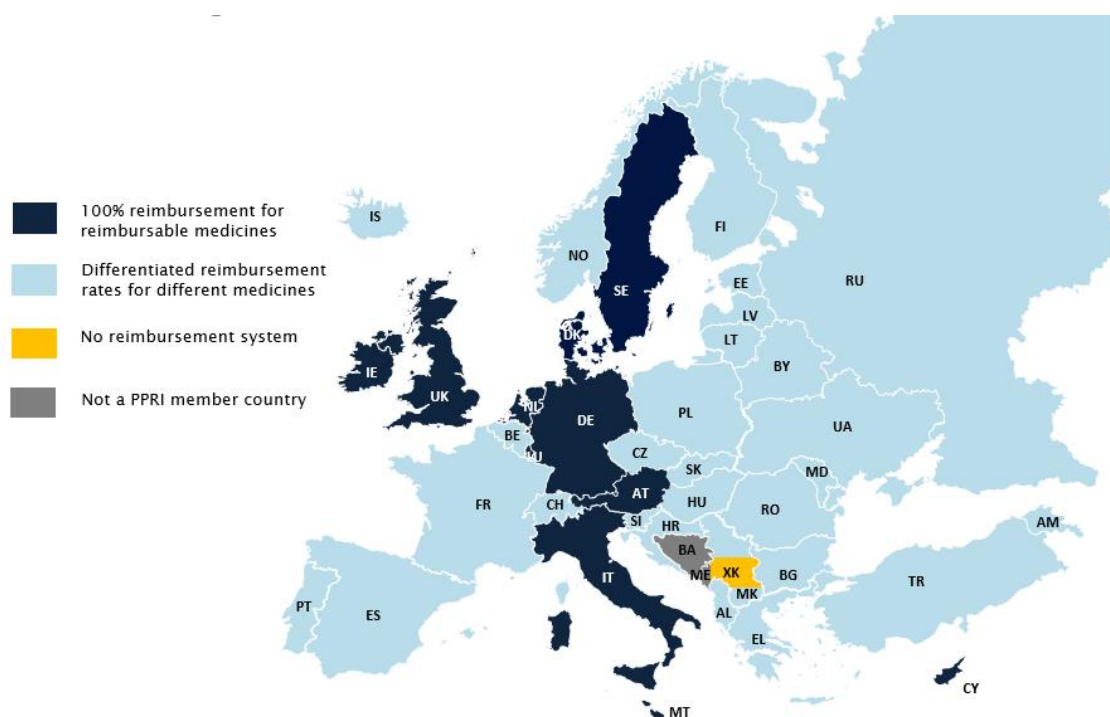 100% reimbursement for
reimbursable medicines
Differentiated reimbursement
rates for different medicines
No reimbursement system
Not a PPRI member country
IS
NO
FI
SE
RU
EE
LV
LT
DK
BY
IE
UK
NL
DE
PL
UA
BE
LU
CZ
SK
MD
FR
CH
AT
HU
RO
SI
HR
AM
BA
IT
ME
XK
BG
TR
MK
PT
ES
AL
EL
CY
MT